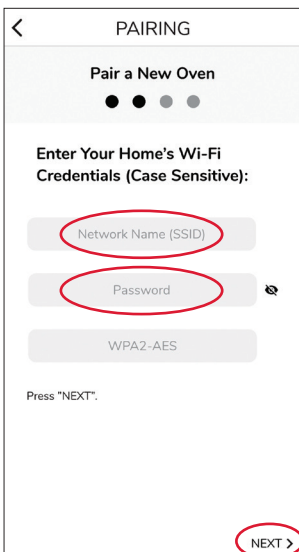 PAIRING
Pair a New Oven
Enter Your Home’s Wi-Fi
Credentials (Case Sensitive):
Network Name (SSID)
Password
WPA2-AES
Press "NEXT".
NEXT